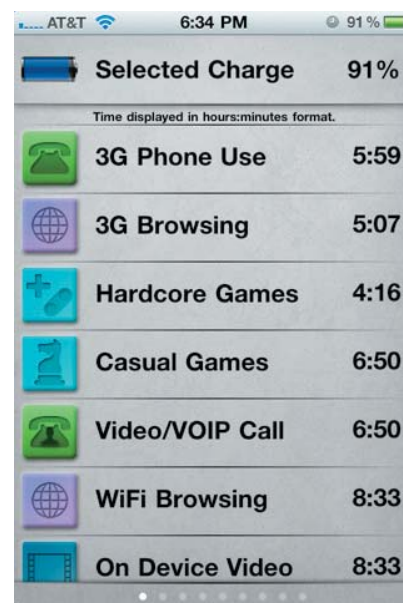 AT&T 6:34 PM 91 %
Selected Charge 91%
Time displayed in hours:minutes format.
3G Phone Use 5:59
3G Browsing 5:07
Hardcore Games 4:16
Casual Games 6:50
Video/VOIP Call 6:50
WiFi Browsing 8:33
On Device Video 8:33